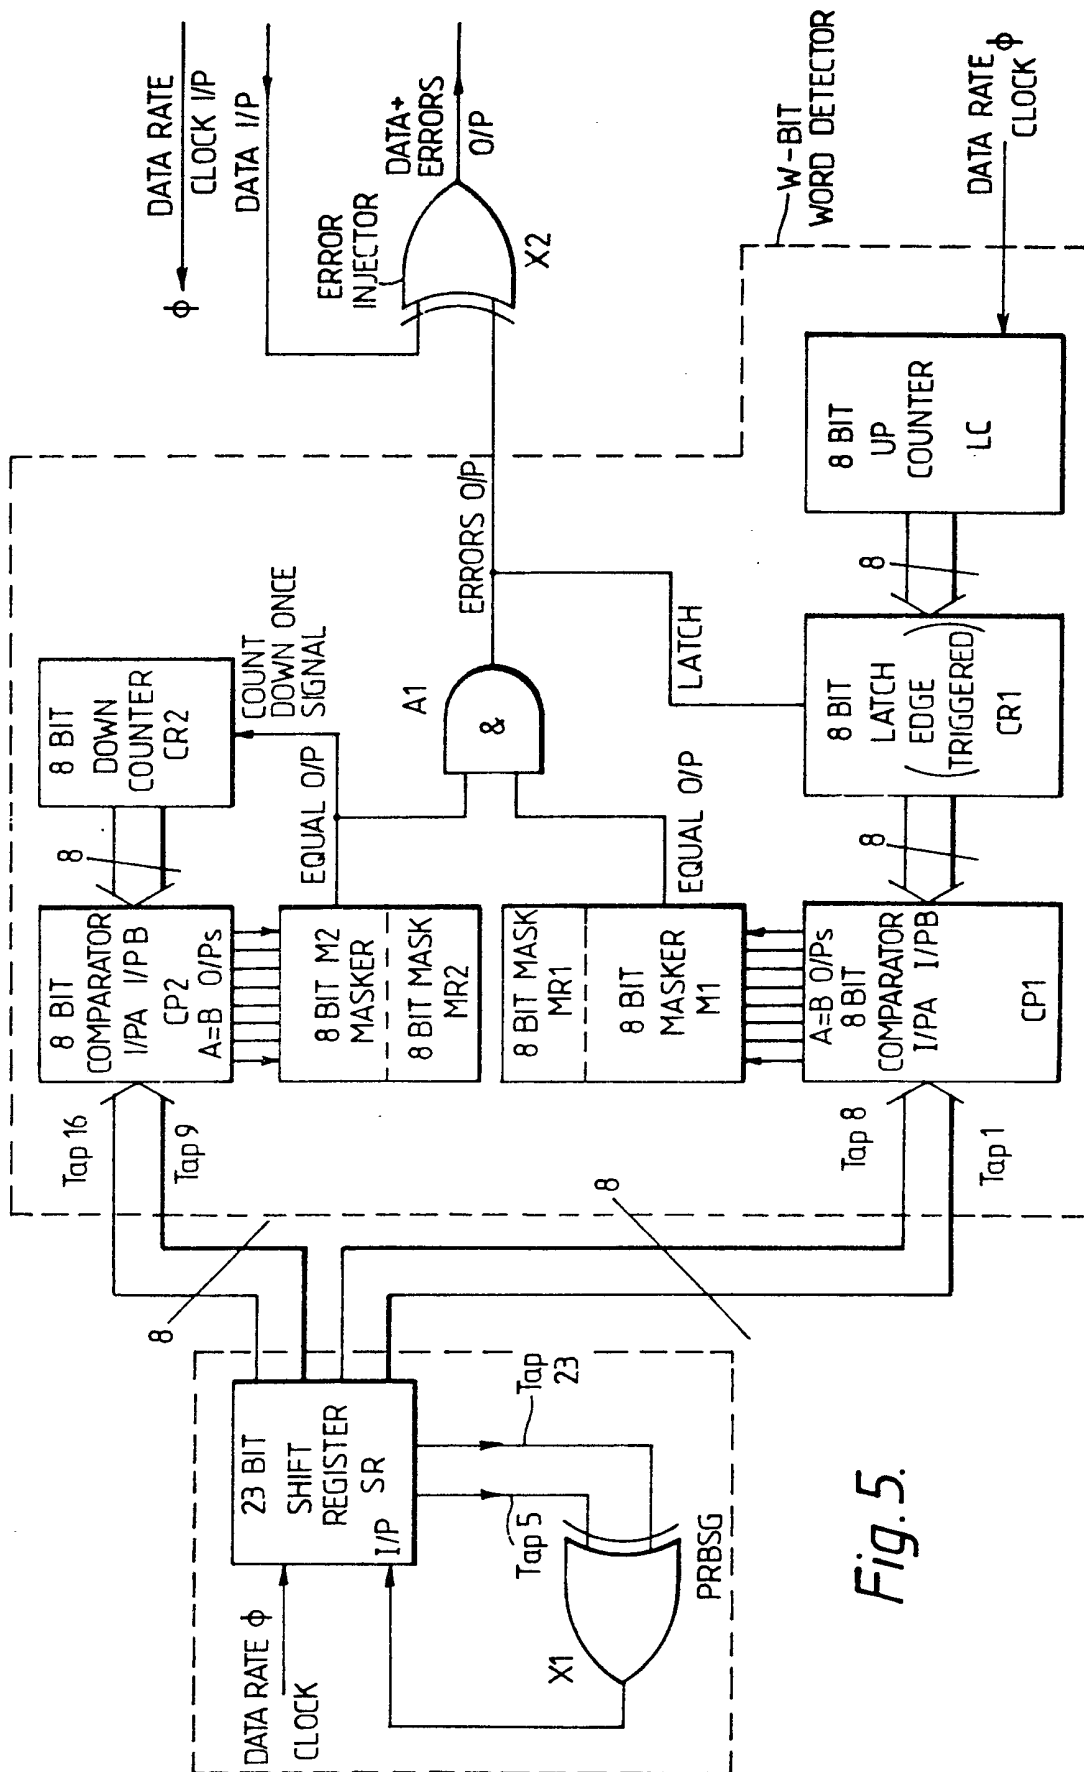 DATA RATE ϕ
CLOCK
23 BIT
SHIFT
REGISTER
SR
I/P
Tap 5
Tap
23
X1
PRBSG
8
8
Tap 16
Tap 9
Tap 8
Tap 1
8 BIT
COMPARATOR
I/PA I/PB
CP2
A=B O/Ps
8 BIT M2
MASKER
8 BIT MASK
MR2
8 BIT MASK
MR1
8 BIT
MASKER
M1
A=B O/Ps
8 BIT
COMPARATOR
I/PA I/PB
CP1
8
8 BIT
DOWN
COUNTER
CR2
COUNT
DOWN ONCE
SIGNAL
EQUAL O/P
EQUAL O/P
A1
&
ERRORS O/P
LATCH
8
8 BIT
LATCH
(EDGE
TRIGGERED)
CR1
8
8 BIT
UP
COUNTER
LC
DATA RATE ϕ
CLOCK
W-BIT
WORD DETECTOR
ERROR
INJECTOR
X2
DATA+
ERRORS
O/P
ϕ
DATA RATE
CLOCK I/P
DATA I/P
Fig. 5.